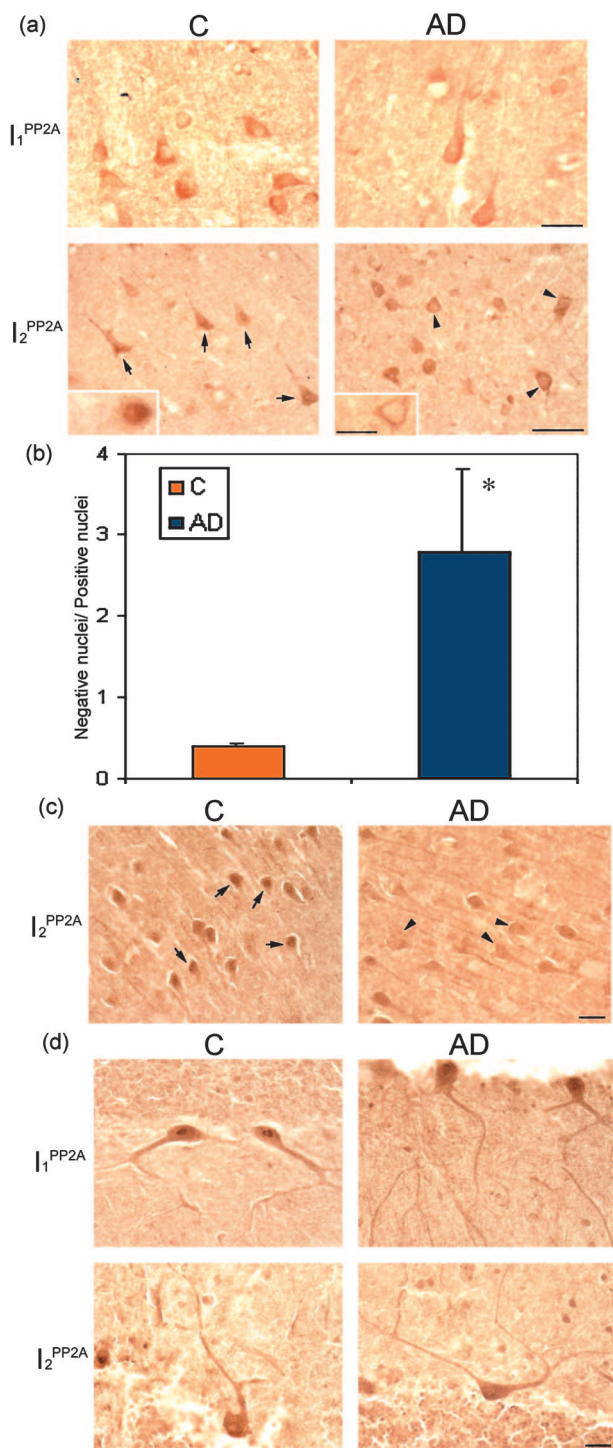 (a)
C AD
I₁ᴾᴾ²ᴬ
I₂ᴾᴾ²ᴬ
(b)
Negative nuclei/ Positive nuclei
4
3
2
1
0
C
AD
*
(c)
C AD
I₂ᴾᴾ²ᴬ
(d)
C AD
I₁ᴾᴾ²ᴬ
I₂ᴾᴾ²ᴬ